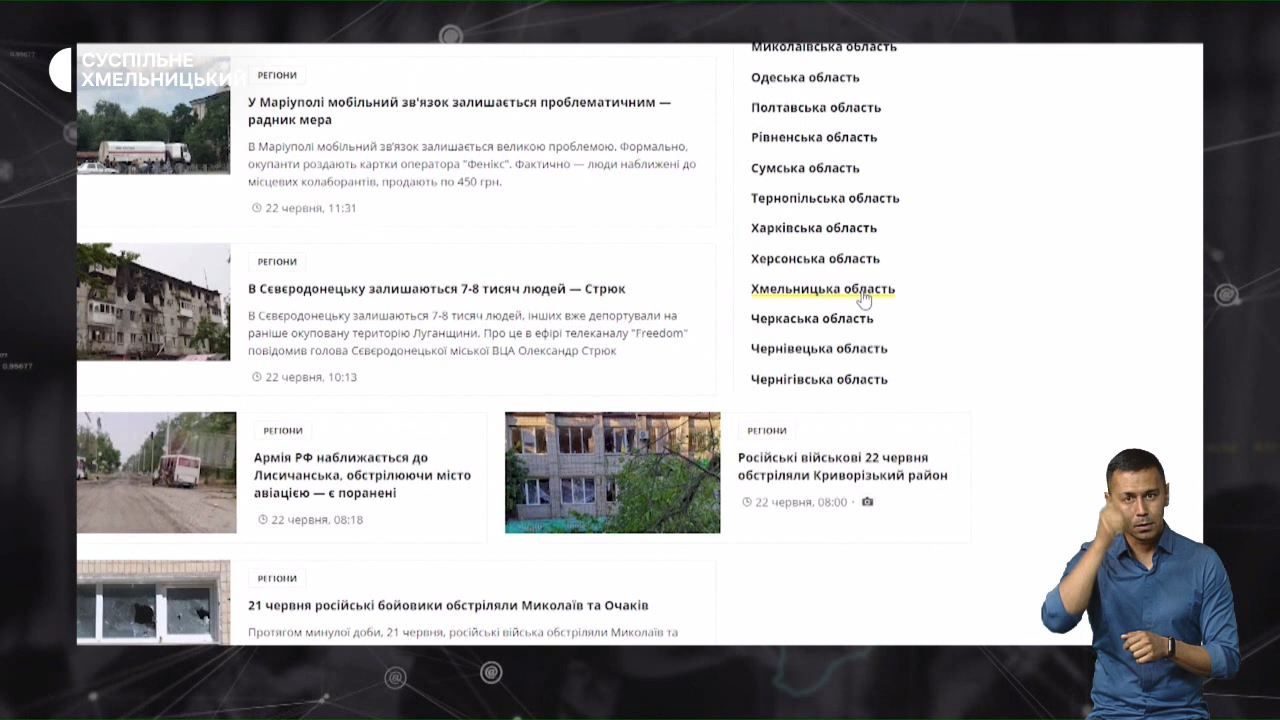 СУСПІЛЬНЕ
ХМЕЛЬНИЦЬКИЙ
РЕГІОНИ
У Маріуполі мобільний зв'язок залишається проблематичним —
радник мера
В Маріуполі мобільний зв'язок залишається великою проблемою. Формально,
окупанти роздають картки оператора "Фенікс". Фактично — люди наближені до
місцевих колаборантів, продають по 450 грн.
22 червня, 11:31
РЕГІОНИ
В Сєвєродонецьку залишаються 7-8 тисяч людей — Стрюк
В Сєвєродонецьку залишаються 7-8 тисяч людей, інших вже депортували на
раніше окуповану територію Луганщини. Про це в ефірі телеканалу "Freedom"
повідомив голова Сєвєродонецької міської ВЦА Олександр Стрюк
22 червня, 10:13
Миколаївська область
Одеська область
Полтавська область
Рівненська область
Сумська область
Тернопільська область
Харківська область
Херсонська область
Хмельницька область
Черкаська область
Чернівецька область
Чернігівська область
РЕГІОНИ
Армія РФ наближається до
Лисичанська, обстрілюючи місто
авіацією — є поранені
22 червня, 08:18
РЕГІОНИ
Російські військові 22 червня
обстріляли Криворізький район
22 червня, 08:00 ·
РЕГІОНИ
21 червня російські бойовики обстріляли Миколаїв та Очаків
Протягом минулої доби, 21 червня, російські війська обстріляли Миколаїв та